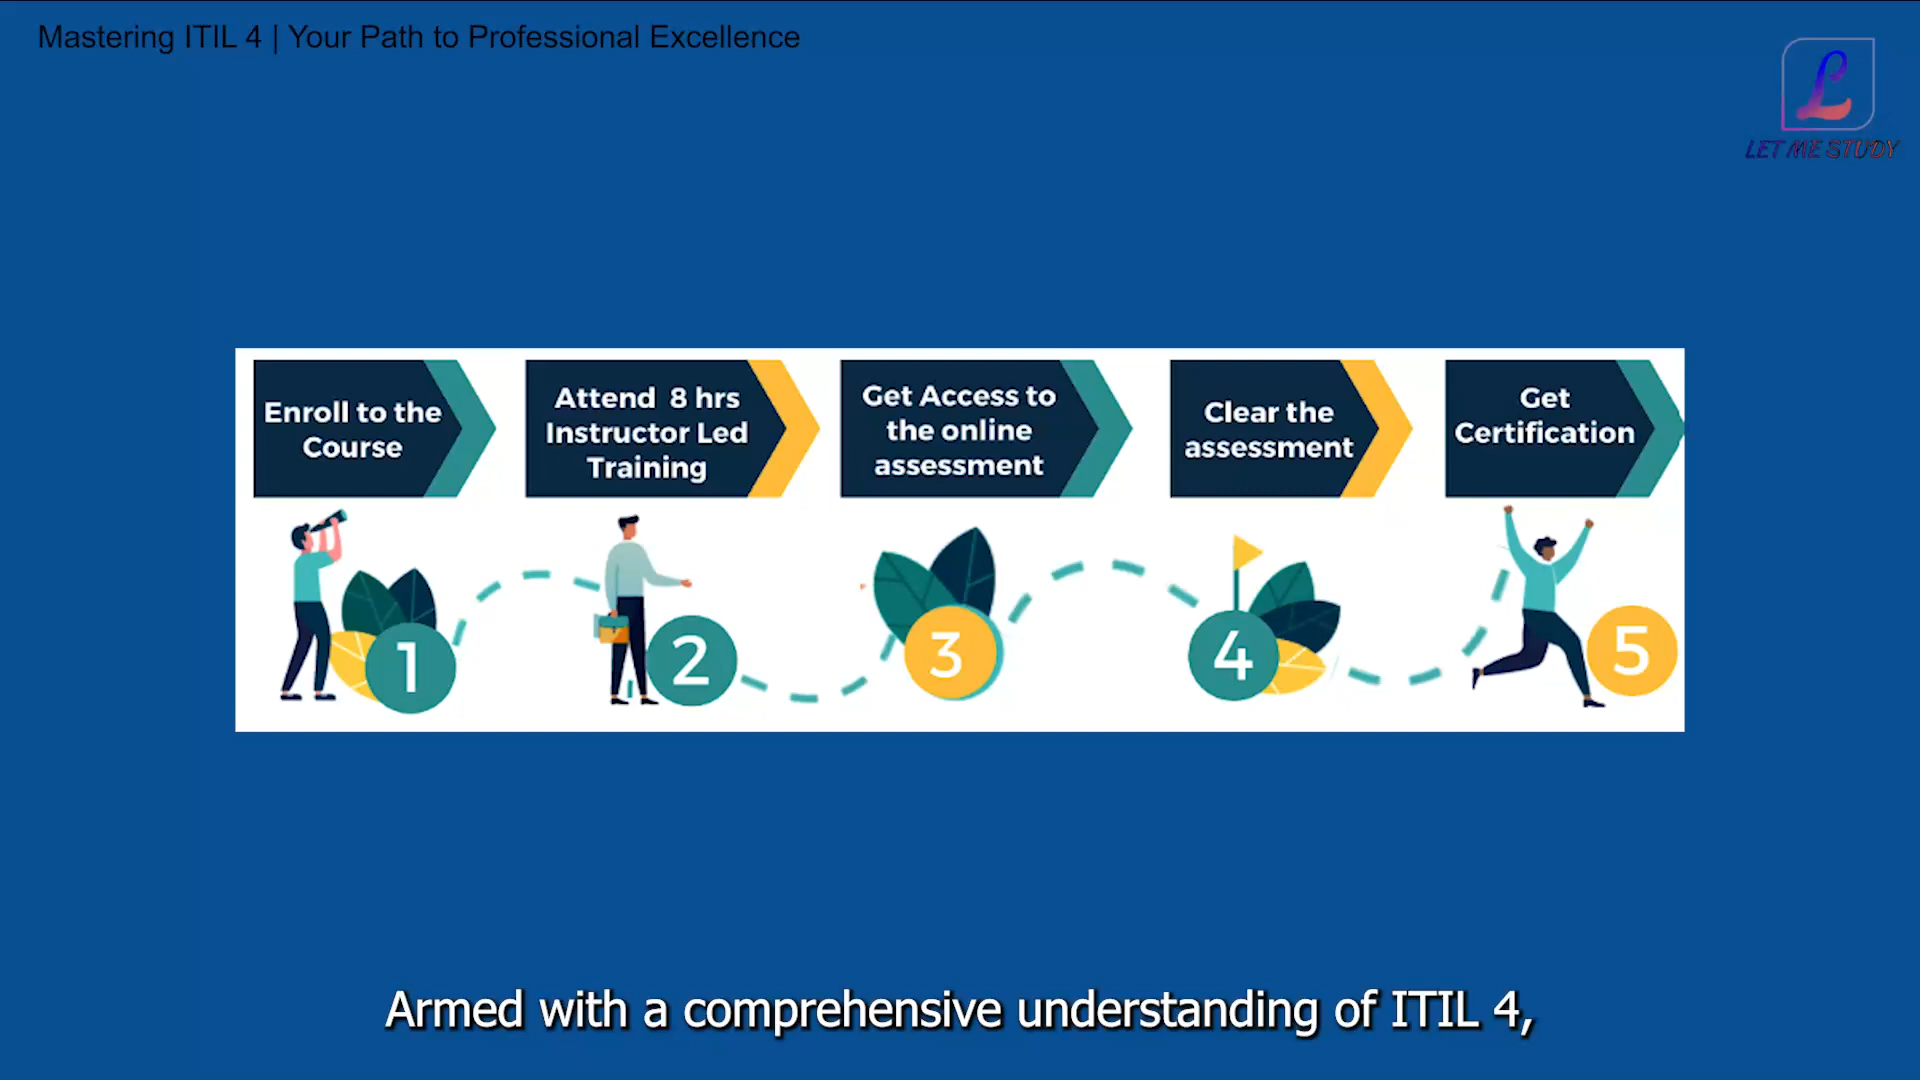 Mastering ITIL 4 | Your Path to Professional Excellence
L
LET ME STUDY
Enroll to the
Course
Attend 8 hrs
Instructor Led
Training
Get Access to
the online
assessment
Clear the
assessment
Get
Certification
1
2
3
4
5
Armed with a comprehensive understanding of ITIL 4,